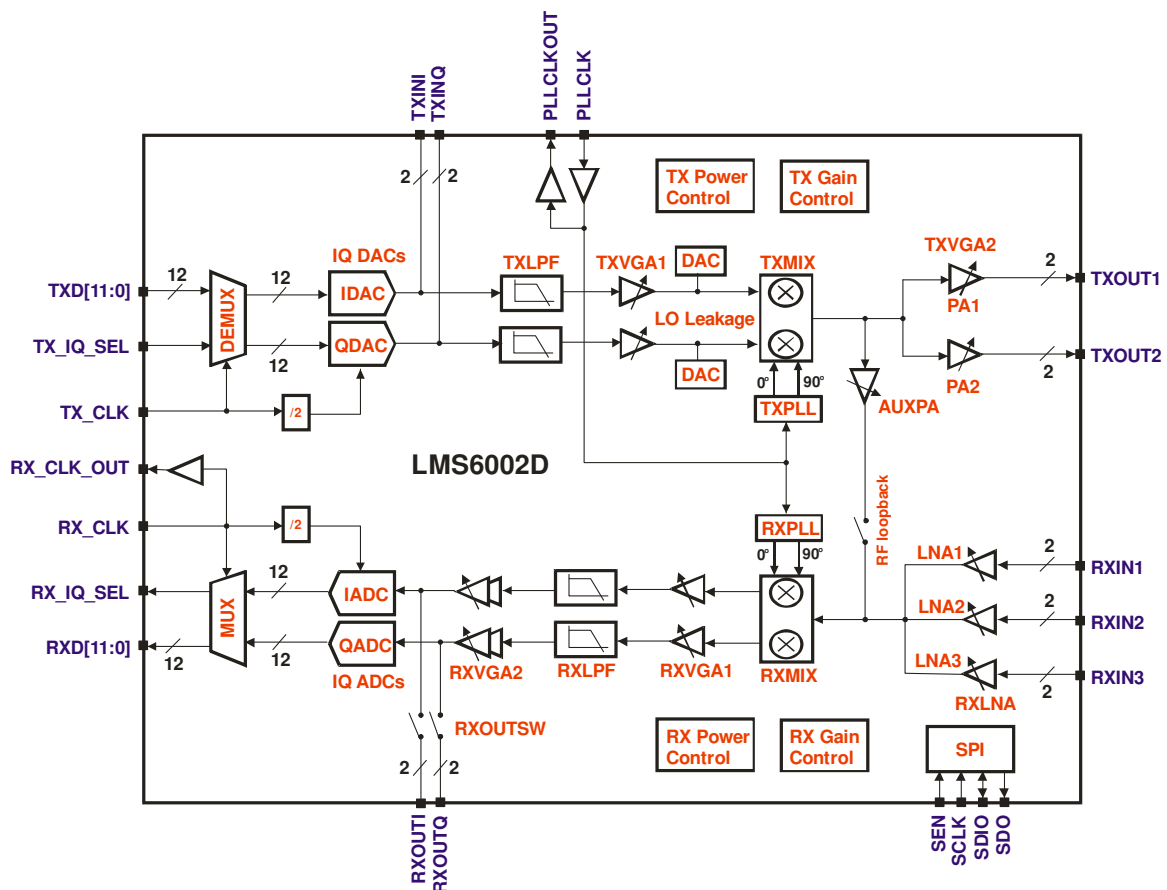 TXINI
TXINQ
PLLCLKOUT
PLLCLK
2
2
TX Power
Control
TX Gain
Control
IQ DACs
TXLPF
TXVGA1
DAC
TXMIX
TXVGA2
TXD[11:0]
12
12
IDAC
PA1
2
TXOUT1
DEMUX
LO Leakage
TX_IQ_SEL
12
QDAC
DAC
PA2
2
TXOUT2
0°
90°
TX_CLK
/2
TXPLL
AUXPA
LMS6002D
RX_CLK_OUT
RX_CLK
/2
RXPLL
RF loopback
0°
90°
LNA1
2
RXIN1
RX_IQ_SEL
12
IADC
MUX
LNA2
2
RXIN2
RXD[11:0]
12
12
QADC
LNA3
2
RXIN3
IQ ADCs
RXVGA2
RXLPF
RXVGA1
RXMIX
RXLNA
RXOUTSW
2
2
RX Power
Control
RX Gain
Control
SPI
RXOUTI
RXOUTQ
SEN
SCLK
SDIO
SDO